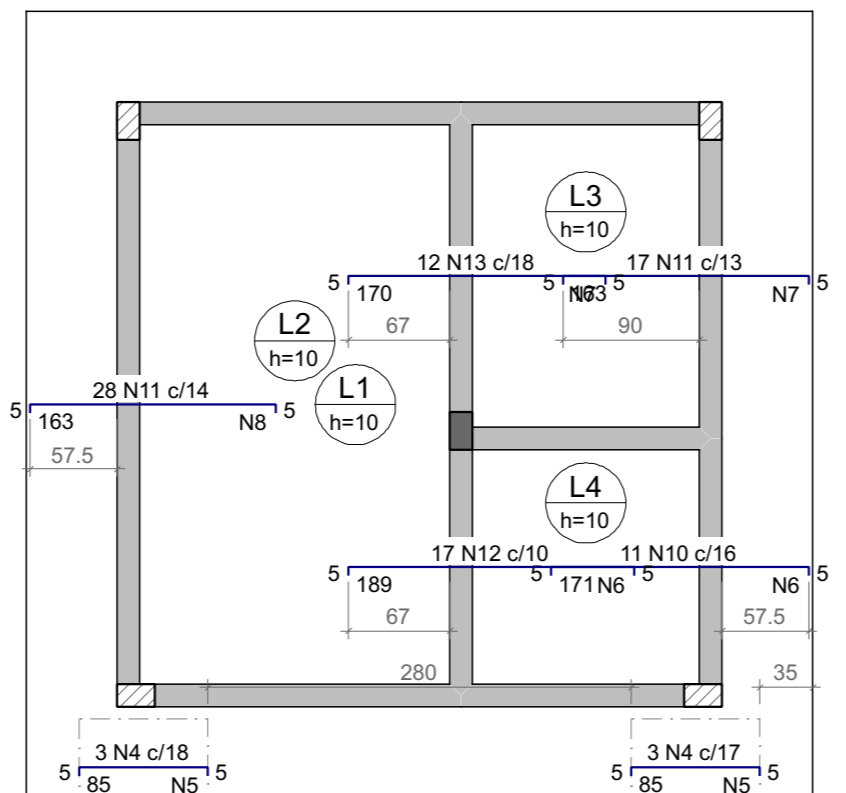 L3
h=10
12 N13 c/18
17 N11 c/13
5 170 5 N7 163 5 N7 5
67
90
L2
h=10
L1
h=10
28 N11 c/14
5 163 N8 5
57.5
L4
h=10
17 N12 c/10
11 N10 c/16
5 189 5 171 N6 5 N6 5
67
57.5
280
35
3 N4 c/18
3 N4 c/17
5 85 N5 5
5 85 N5 5